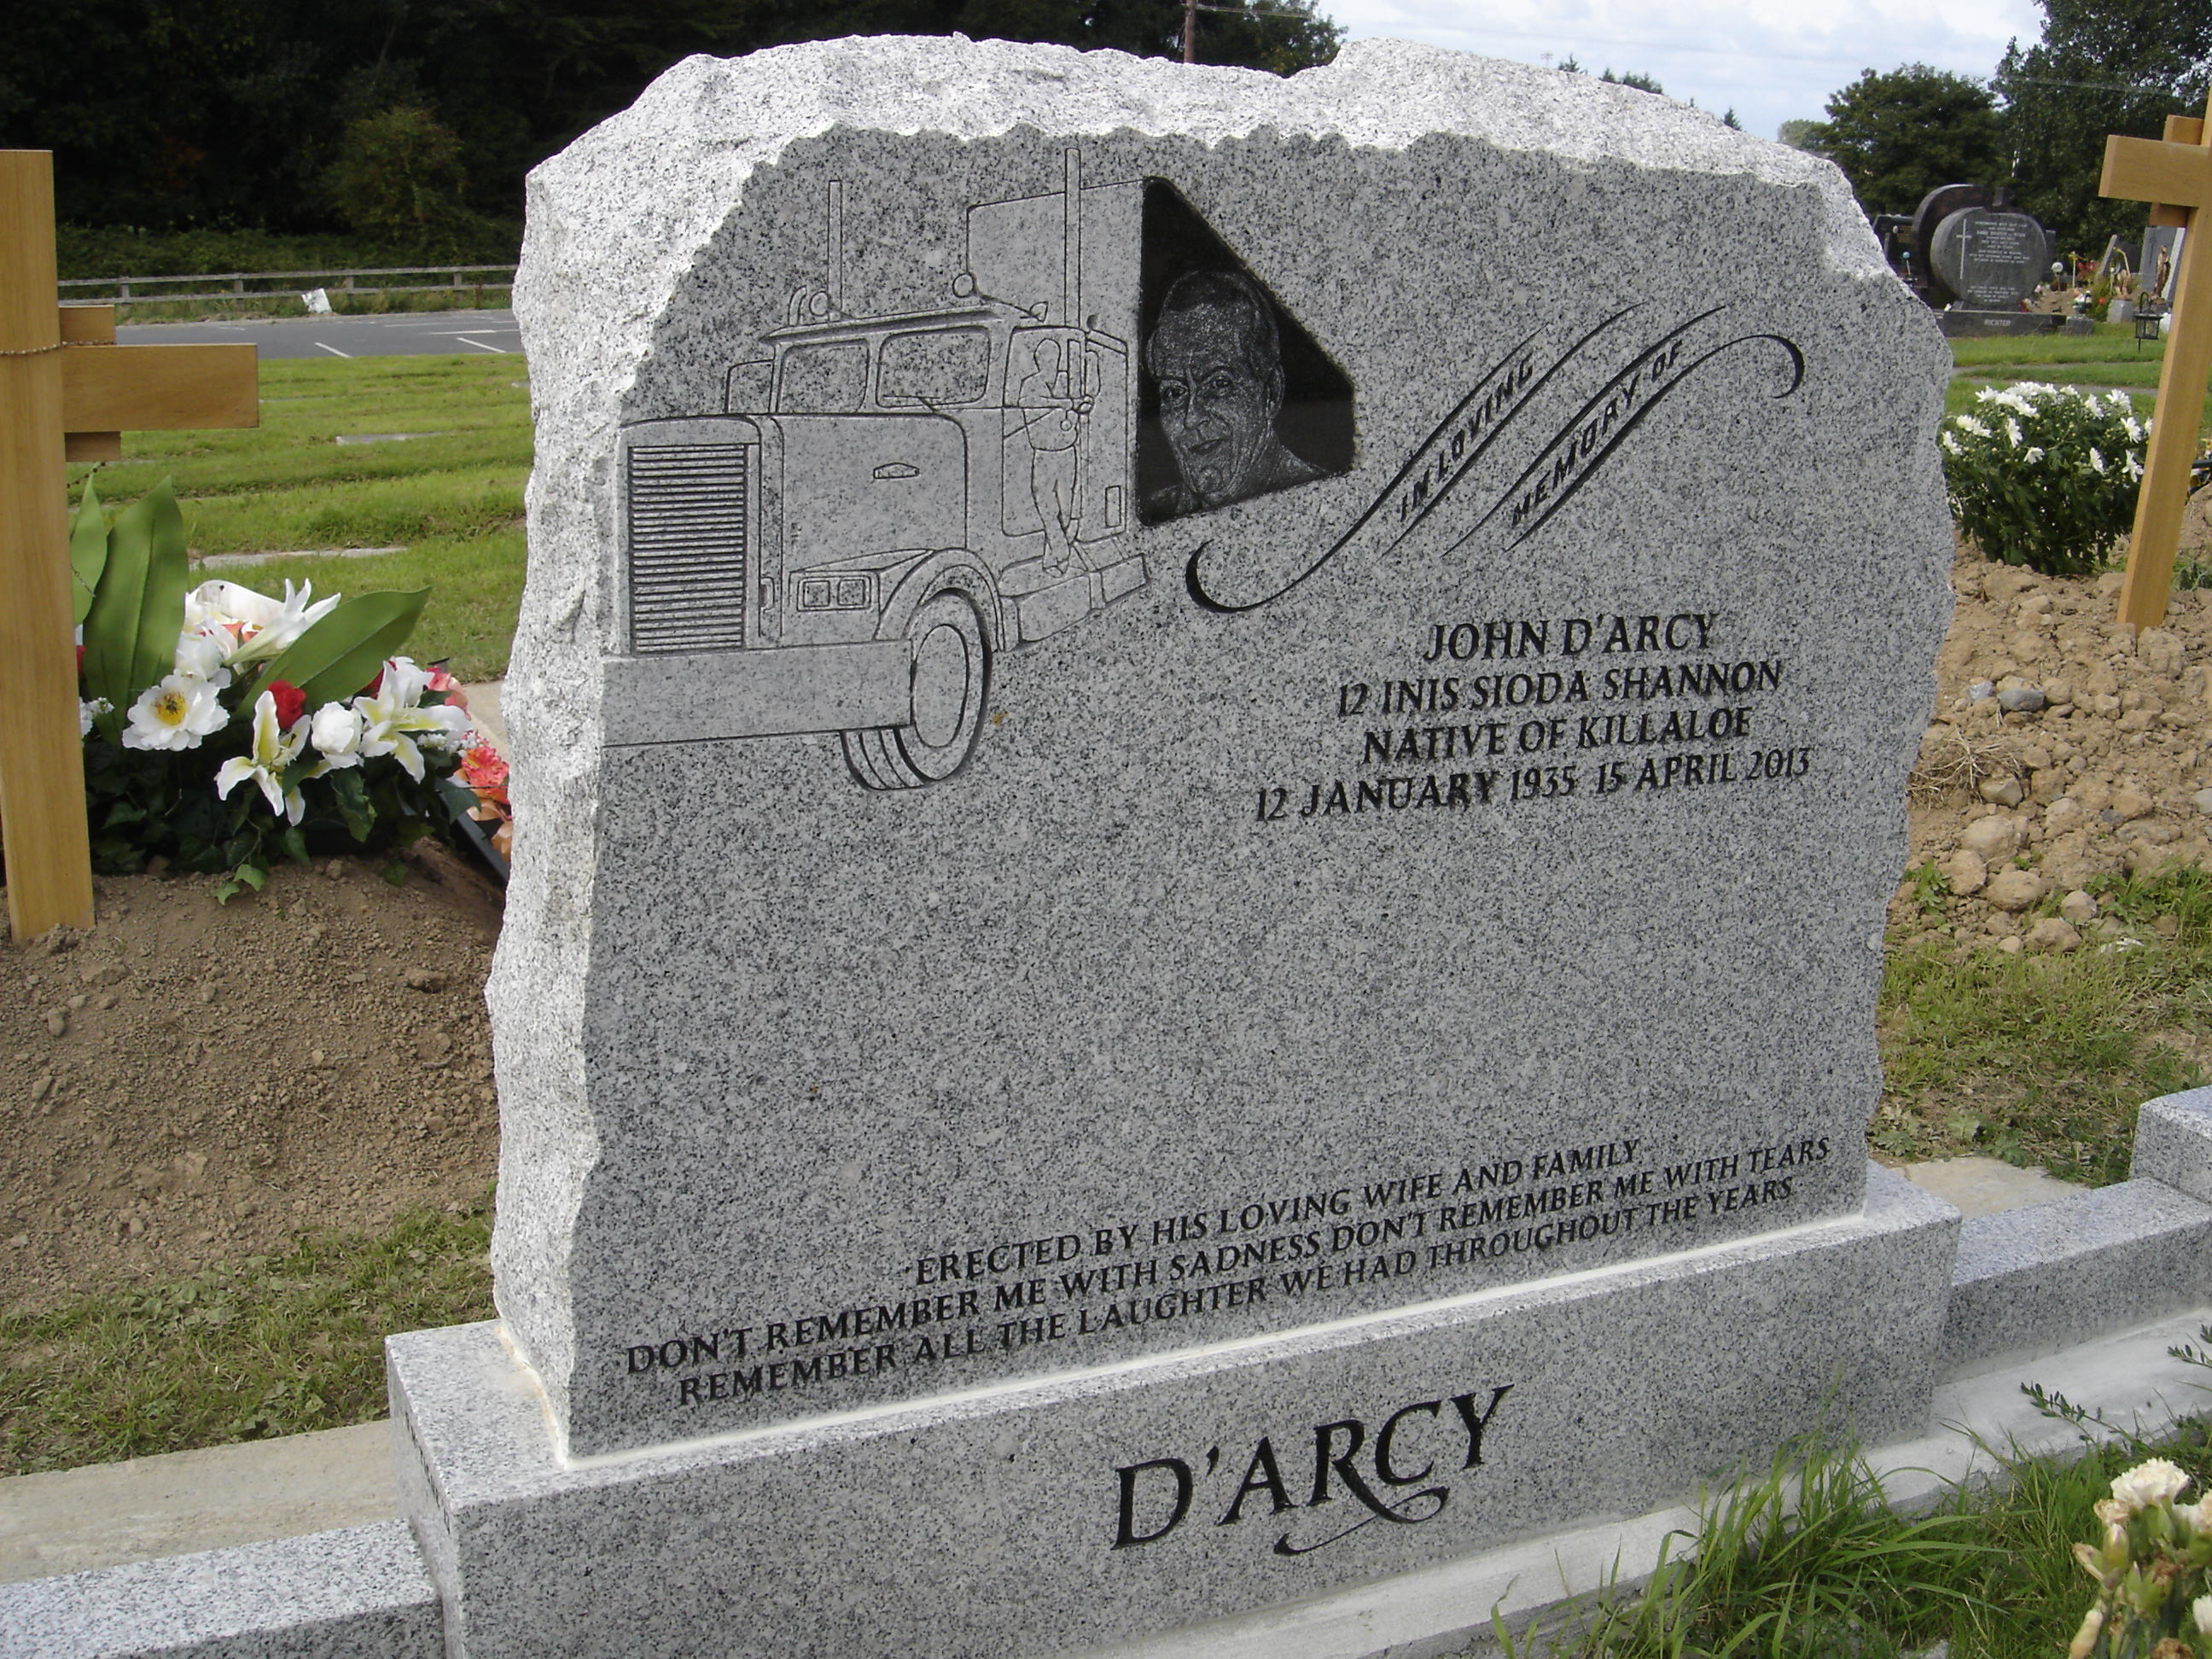 IN LOVING
MEMORY OF
JOHN D'ARCY
12 INIS SIODA SHANNON
NATIVE OF KILLALOE
12 JANUARY 1935 15 APRIL 2013
ERECTED BY HIS LOVING WIFE AND FAMILY
DON'T REMEMBER ME WITH SADNESS DON'T REMEMBER ME WITH TEARS
REMEMBER ALL THE LAUGHTER WE HAD THROUGHOUT THE YEARS
D'ARCY
RICHTER